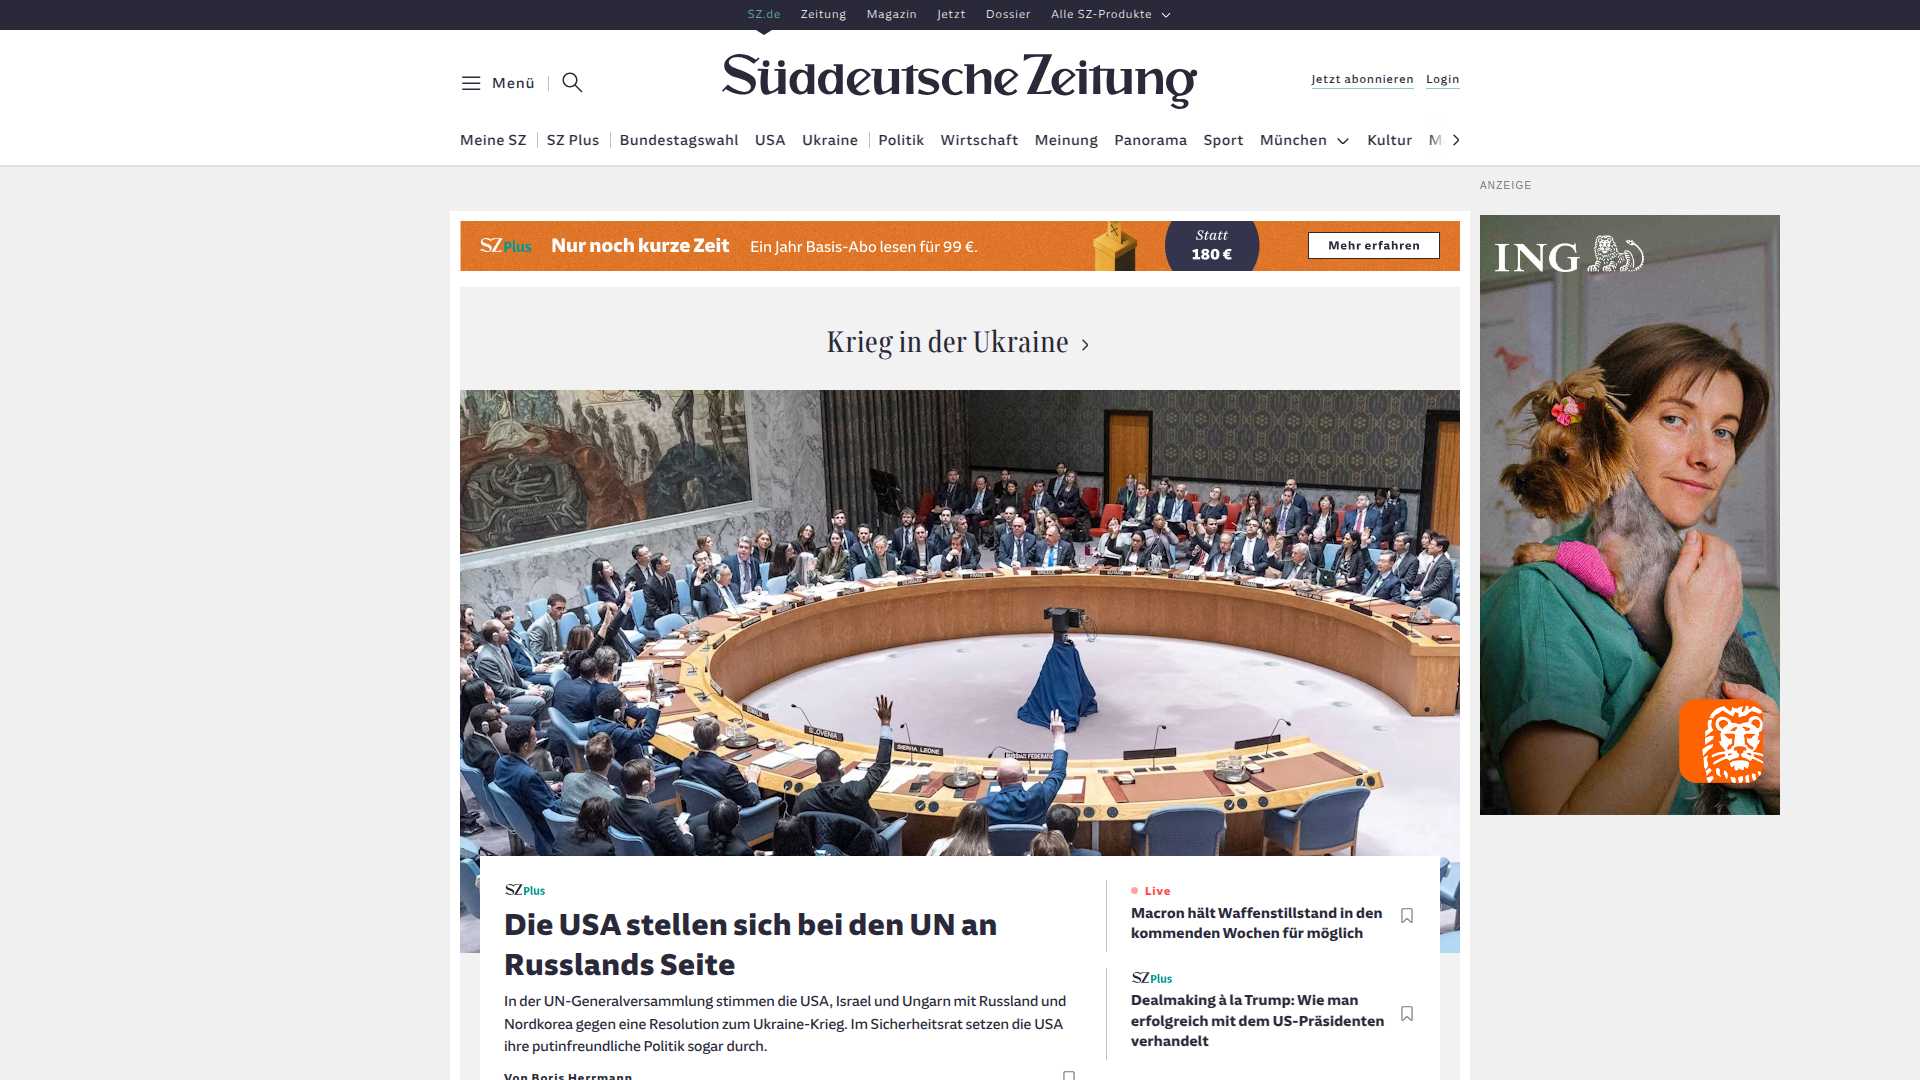 SZ.de Zeitung Magazin Jetzt Dossier Alle SZ-Produkte
Menü
Süddeutsche Zeitung
Jetzt abonnieren Login
Meine SZ SZ Plus Bundestagswahl USA Ukraine Politik Wirtschaft Meinung Panorama Sport München Kultur M
ANZEIGE
SZ Plus Nur noch kurze Zeit Ein Jahr Basis-Abo lesen für 99 €.
Statt
180 €
Mehr erfahren
ING
Krieg in der Ukraine
SLOVENIA
SIERRA LEONE
RUSSIAN FEDERATION
SZ Plus
Die USA stellen sich bei den UN an
Russlands Seite
In der UN-Generalversammlung stimmen die USA, Israel und Ungarn mit Russland und
Nordkorea gegen eine Resolution zum Ukraine-Krieg. Im Sicherheitsrat setzen die USA
ihre putinfreundliche Politik sogar durch.
Von Boris Herrmann
Live
Macron hält Waffenstillstand in den
kommenden Wochen für möglich
SZ Plus
Dealmaking à la Trump: Wie man
erfolgreich mit dem US-Präsidenten
verhandelt